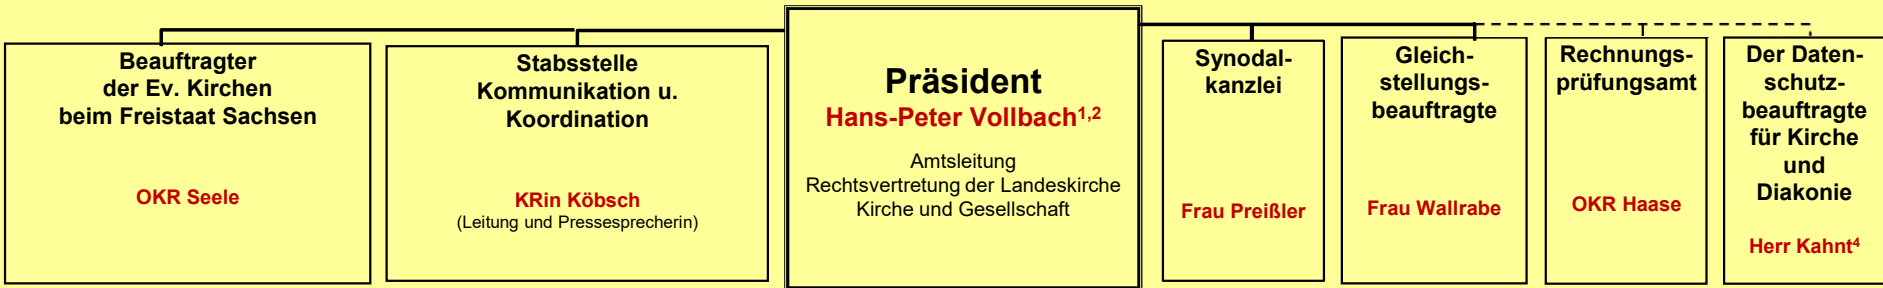 Beauftragter
der Ev. Kirchen
beim Freistaat Sachsen
OKR Seele
Stabsstelle
Kommunikation u.
Koordination
KRin Köbsch
(Leitung und Pressesprecherin)
Präsident
Hans-Peter Vollbach¹,²
Amtsleitung
Rechtsvertretung der Landeskirche
Kirche und Gesellschaft
Synodal-
kanzlei
Frau Preißler
Gleich-
stellungs-
beauftragte
Frau Wallrabe
Rechnungs-
prüfungsamt
OKR Haase
Der Daten-
schutz-
beauftragte
für Kirche
und
Diakonie
Herr Kahnt⁴